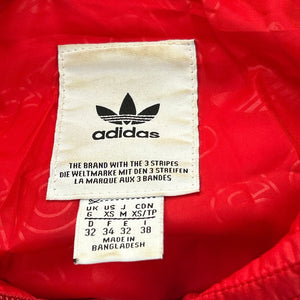 adidas
THE BRAND WITH THE 3 STRIPES
DIE WELTMARKE MIT DEN 3 STREIFEN
LA MARQUE AUX 3 BANDES
UK US J CDN
6 XS M XS/TP
D F E I
32 34 32 38
MADE IN
BANGLADESH